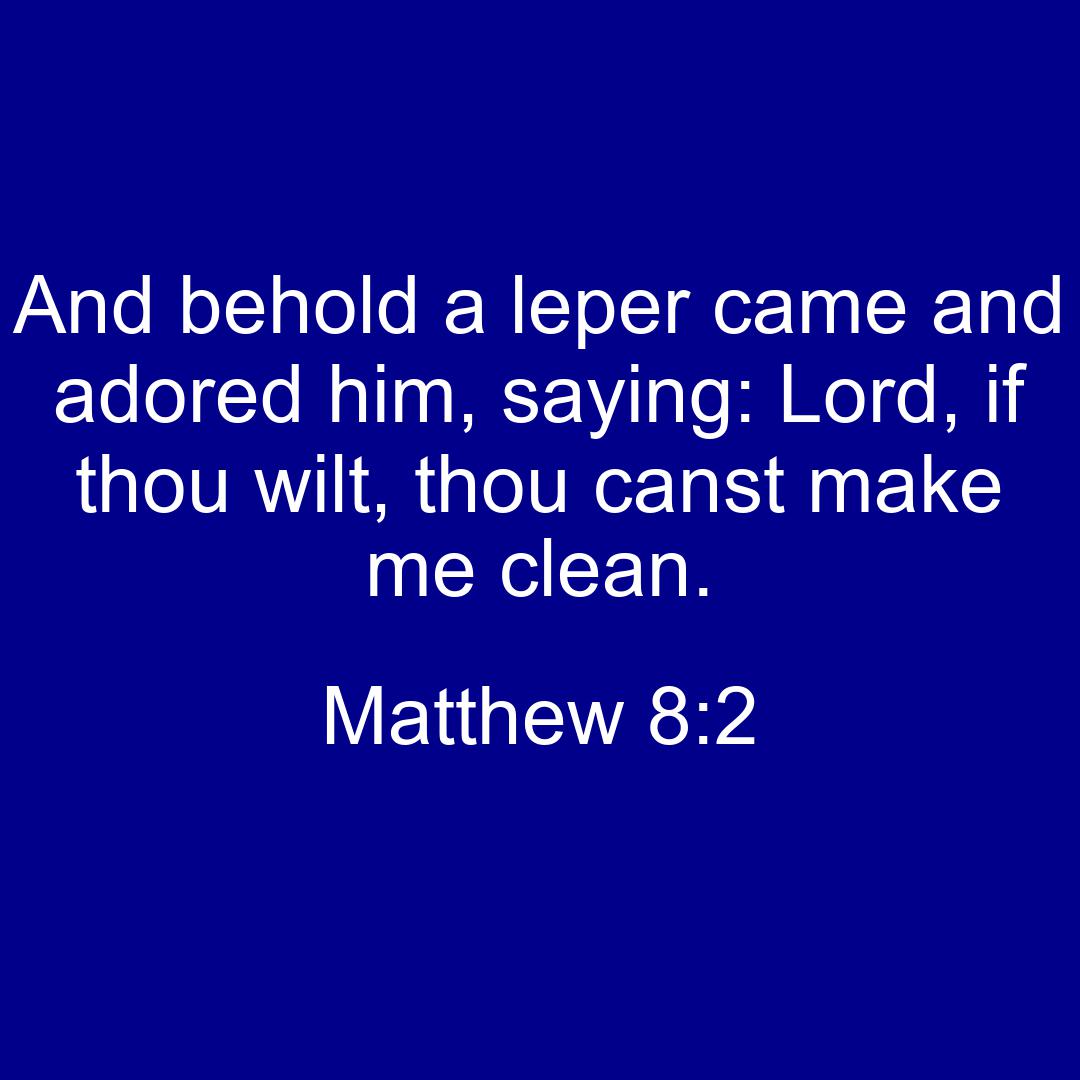 And behold a leper came and
adored him, saying: Lord, if
thou wilt, thou canst make
me clean.
Matthew 8:2